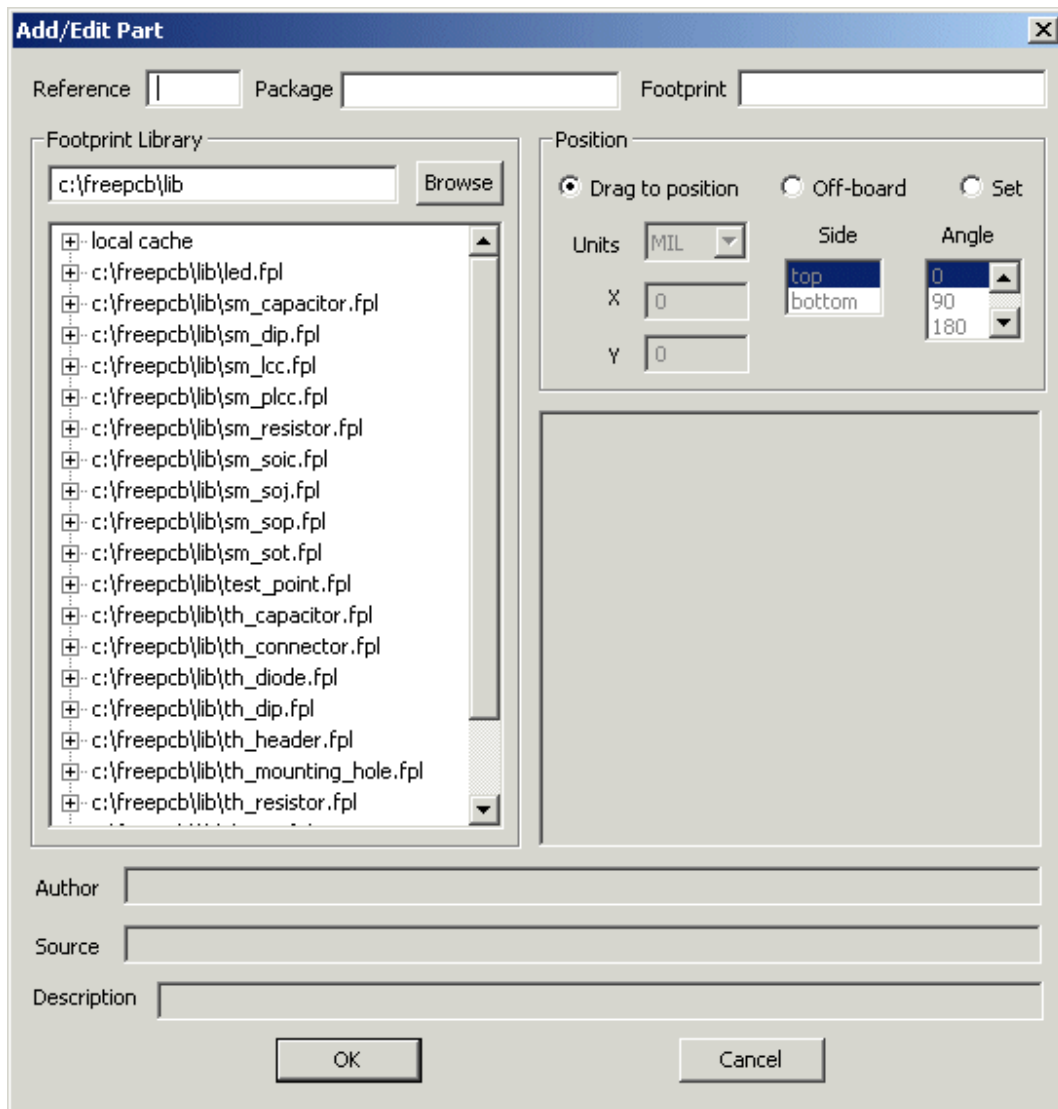 Add/Edit Part
Reference Package Footprint
Footprint Library
c:\freepcb\lib Browse
local cache
c:\freepcb\lib\led.fpl
c:\freepcb\lib\sm_capacitor.fpl
c:\freepcb\lib\sm_dip.fpl
c:\freepcb\lib\sm_lcc.fpl
c:\freepcb\lib\sm_plcc.fpl
c:\freepcb\lib\sm_resistor.fpl
c:\freepcb\lib\sm_soic.fpl
c:\freepcb\lib\sm_soj.fpl
c:\freepcb\lib\sm_sop.fpl
c:\freepcb\lib\sm_sot.fpl
c:\freepcb\lib\test_point.fpl
c:\freepcb\lib\th_capacitor.fpl
c:\freepcb\lib\th_connector.fpl
c:\freepcb\lib\th_diode.fpl
c:\freepcb\lib\th_dip.fpl
c:\freepcb\lib\th_header.fpl
c:\freepcb\lib\th_mounting_hole.fpl
c:\freepcb\lib\th_resistor.fpl
Position
Drag to position Off-board Set
Units MIL Side Angle
X 0 top 0
bottom 90
Y 0 180
Author
Source
Description
OK Cancel